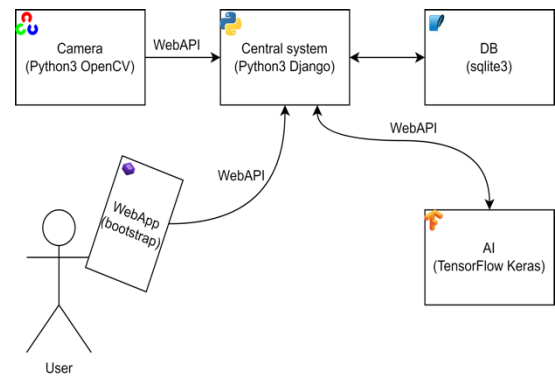 Camera
(Python3 OpenCV)
WebAPI
Central system
(Python3 Django)
DB
(sqlite3)
WebAPI
WebAPI
WebApp
(bootstrap)
AI
(TensorFlow Keras)
User